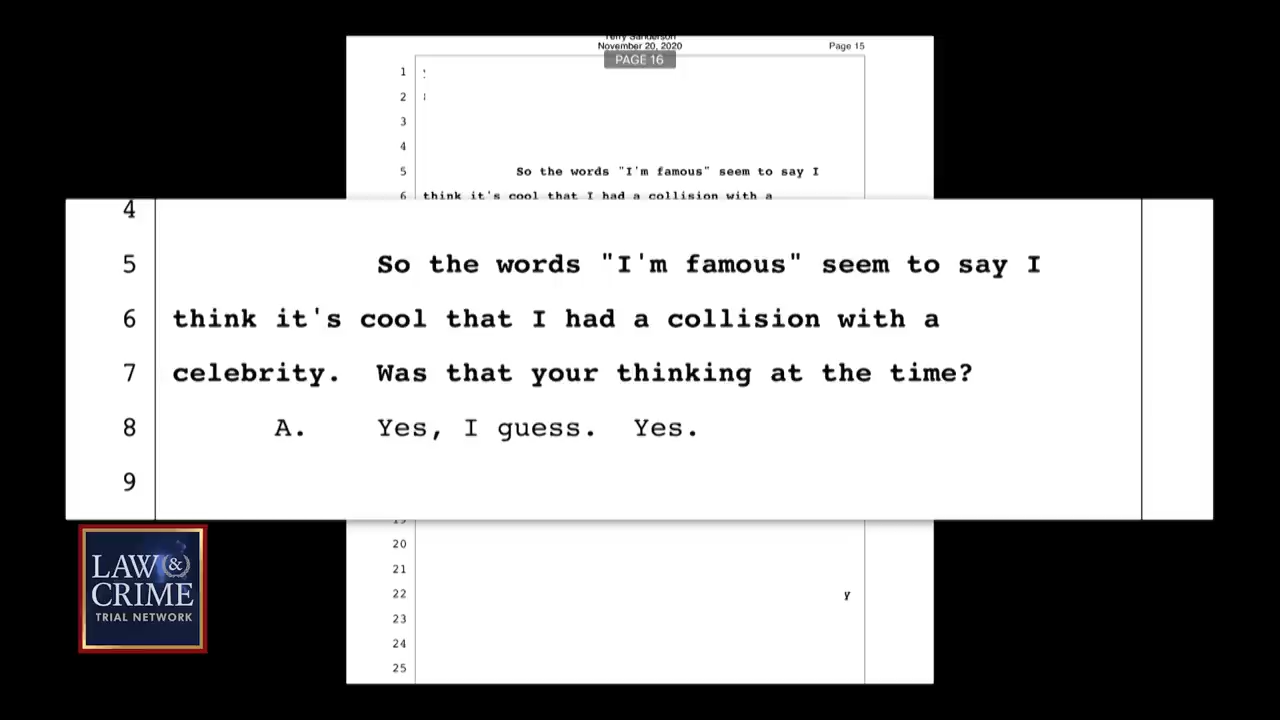 Terry Sanderson
November 20, 2020
Page 15
PAGE 16
1
2
3
4
5 So the words "I'm famous" seem to say I
6 think it's cool that I had a collision with a
4
5 So the words "I'm famous" seem to say I
6 think it's cool that I had a collision with a
7 celebrity. Was that your thinking at the time?
8 A. Yes, I guess. Yes.
9
19
20
21
22 y
23
24
25
LAW &
CRIME
TRIAL NETWORK